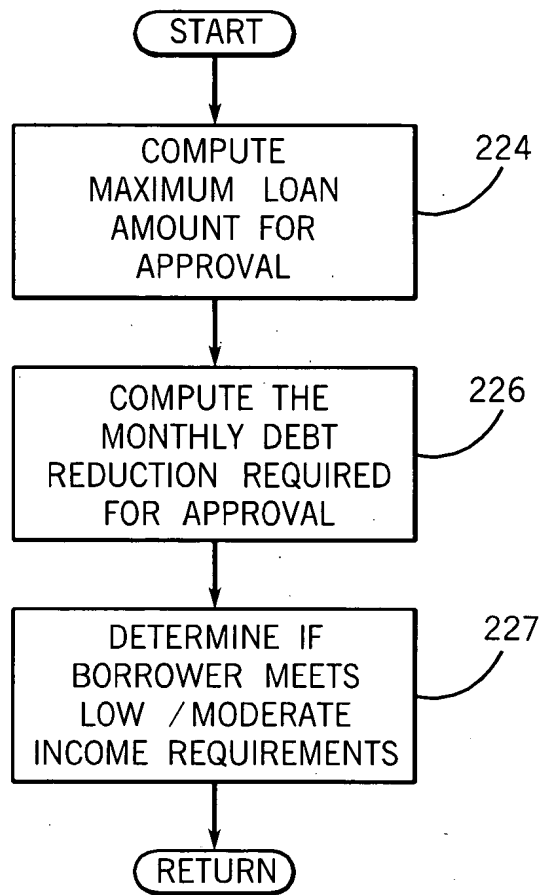 START
COMPUTE
MAXIMUM LOAN
AMOUNT FOR
APPROVAL
224
COMPUTE THE
MONTHLY DEBT
REDUCTION REQUIRED
FOR APPROVAL
226
DETERMINE IF
BORROWER MEETS
LOW /MODERATE
INCOME REQUIREMENTS
227
RETURN